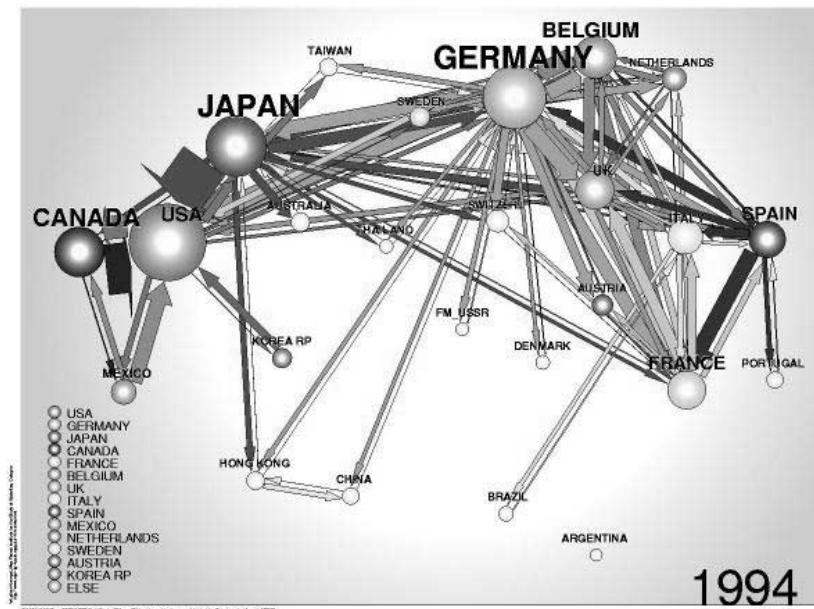 BELGIUM
TAIWAN
GERMANY
NETHERLANDS
JAPAN
SWEDEN
UK
CANADA
USA
AUSTRALIA
SWITZERL
ITALY
SPAIN
THAILAND
AUSTRIA
FM_USSR
KOREA RP
DENMARK
FRANCE
PORTUGAL
MEXICO
USA
GERMANY
JAPAN
CANADA
FRANCE
BELGIUM
UK
ITALY
SPAIN
MEXICO
NETHERLANDS
SWEDEN
AUSTRIA
KOREA RP
ELSE
HONG KONG
CHINA
BRAZIL
ARGENTINA
1994